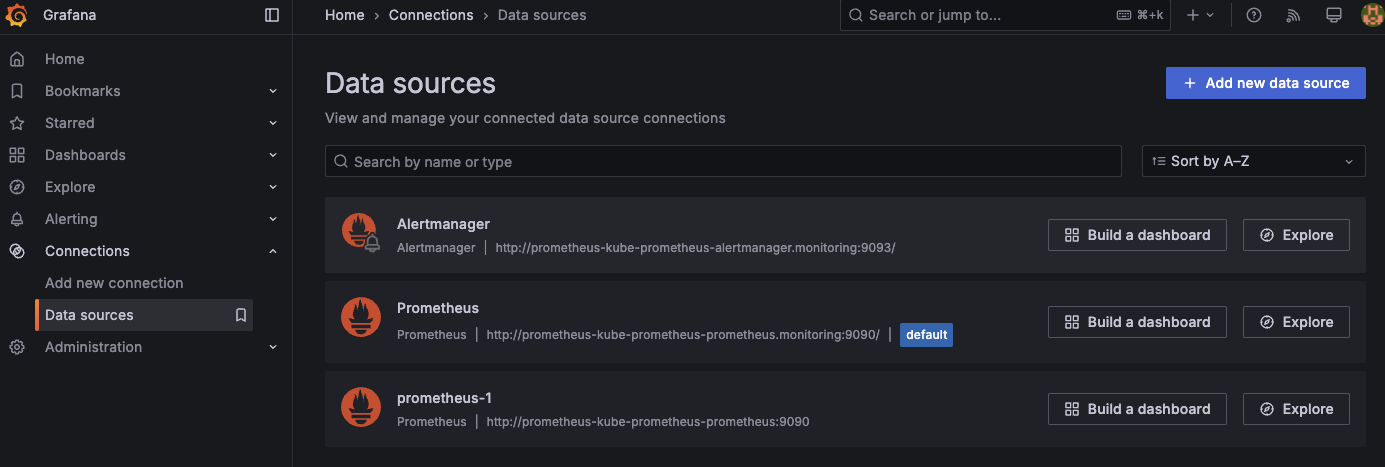 Grafana
Home › Connections › Data sources
Search or jump to...
⌘+k
Home
Bookmarks
Starred
Dashboards
Explore
Alerting
Connections
Add new connection
Data sources
Administration
Data sources
Add new data source
View and manage your connected data source connections
Search by name or type
Sort by A–Z
Alertmanager
Alertmanager | http://prometheus-kube-prometheus-alertmanager.monitoring:9093/
Build a dashboard
Explore
Prometheus
Prometheus | http://prometheus-kube-prometheus-prometheus.monitoring:9090/ | default
Build a dashboard
Explore
prometheus-1
Prometheus | http://prometheus-kube-prometheus-prometheus:9090
Build a dashboard
Explore